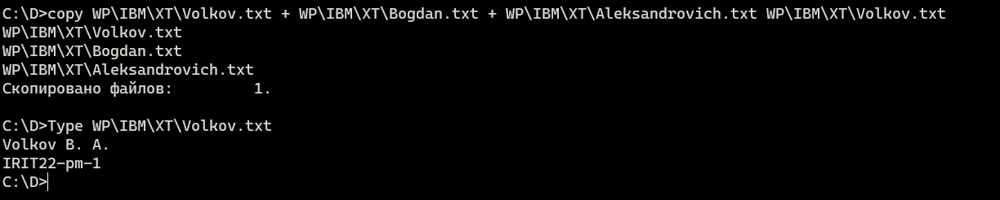 C:\D>copy WP\IBM\XT\Volkov.txt + WP\IBM\XT\Bogdan.txt + WP\IBM\XT\Aleksandrovich.txt WP\IBM\XT\Volkov.txt
WP\IBM\XT\Volkov.txt
WP\IBM\XT\Bogdan.txt
WP\IBM\XT\Aleksandrovich.txt
Скопировано файлов:         1.
C:\D>Type WP\IBM\XT\Volkov.txt
Volkov B. A.
IRIT22-pm-1
C:\D>